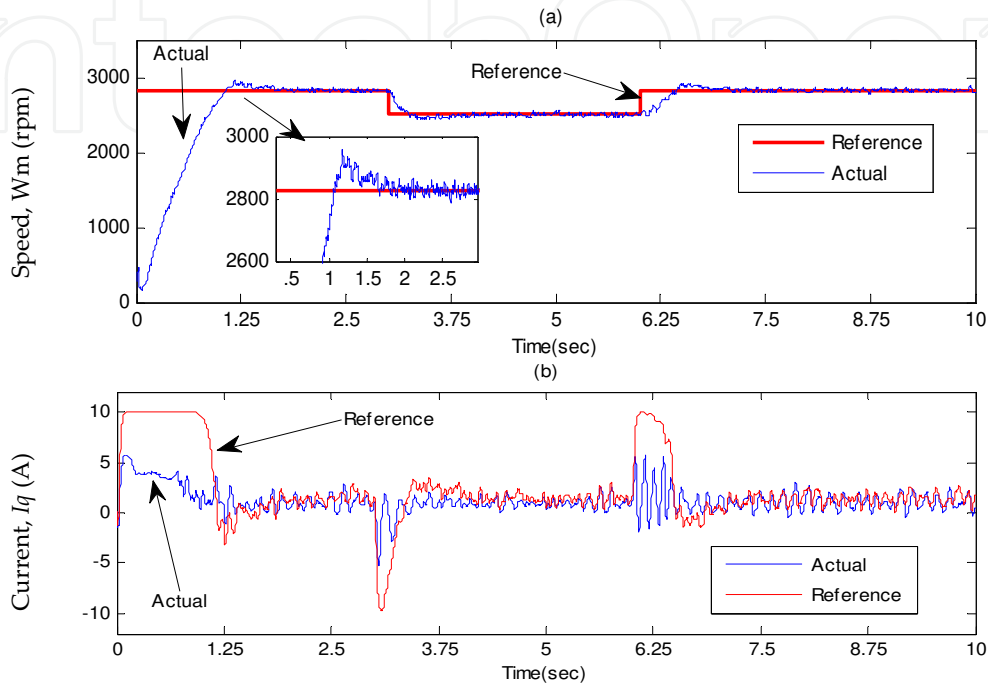 IntechOpen
(a)
Actual
Reference
3000
2000
1000
0
Speed, Wm (rpm)
Reference
Actual
3000
2800
2600
.5 1 1.5 2 2.5
0 1.25 2.5 3.75 5 6.25 7.5 8.75 10
Time(sec)
(b)
10
5
0
-5
-10
Current, Iq (A)
Reference
Actual
Actual
Reference
0 1.25 2.5 3.75 5 6.25 7.5 8.75 10
Time(sec)